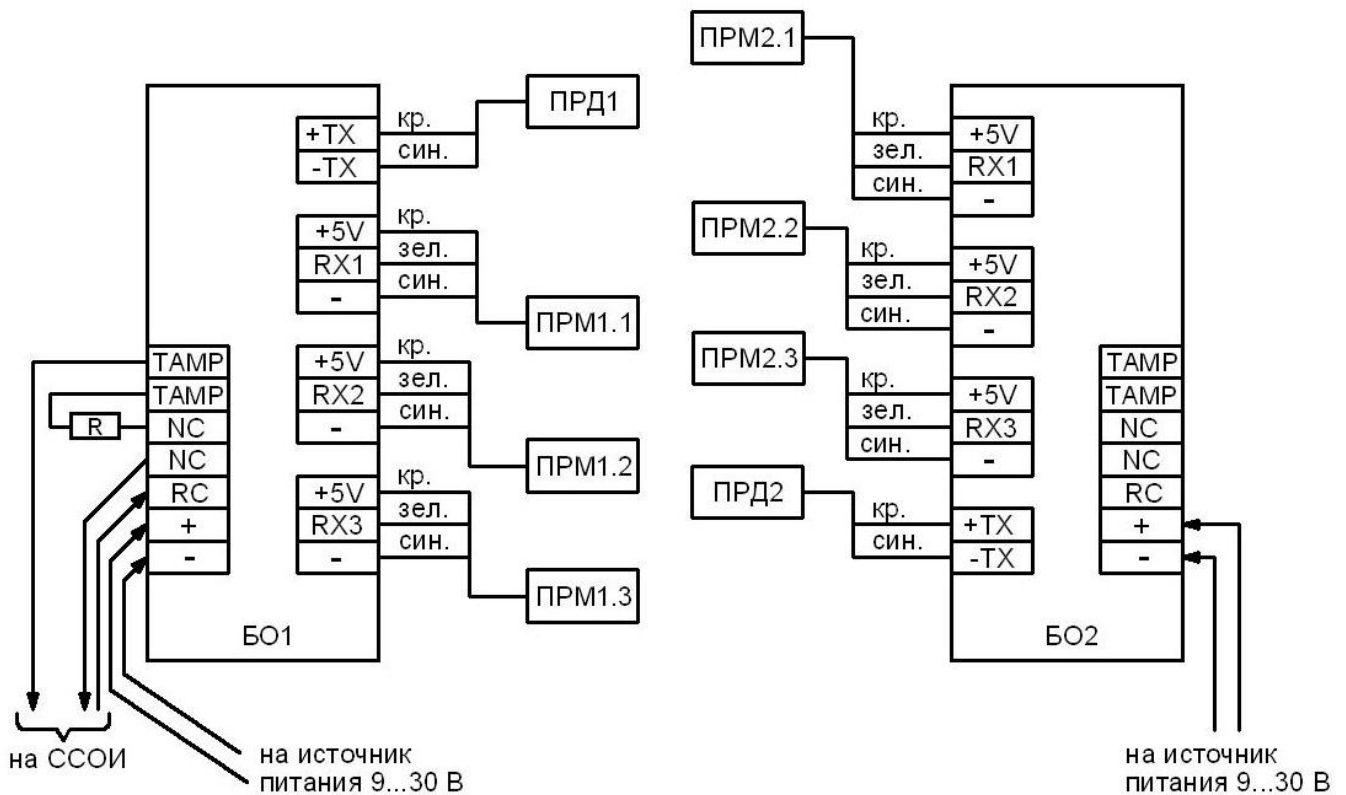 ПРД1
кр.
син.
+TX
-TX
кр.
зел.
син.
+5V
RX1
-
ПРМ1.1
кр.
зел.
син.
+5V
RX2
-
ПРМ1.2
кр.
зел.
син.
+5V
RX3
-
ПРМ1.3
TAMP
TAMP
R
NC
NC
RC
+
-
БО1
на ССОИ
на источник
питания 9...30 В
ПРМ2.1
кр.
зел.
син.
+5V
RX1
-
ПРМ2.2
кр.
зел.
син.
+5V
RX2
-
ПРМ2.3
кр.
зел.
син.
+5V
RX3
-
ПРД2
кр.
син.
+TX
-TX
TAMP
TAMP
NC
NC
RC
+
-
БО2
на источник
питания 9...30 В